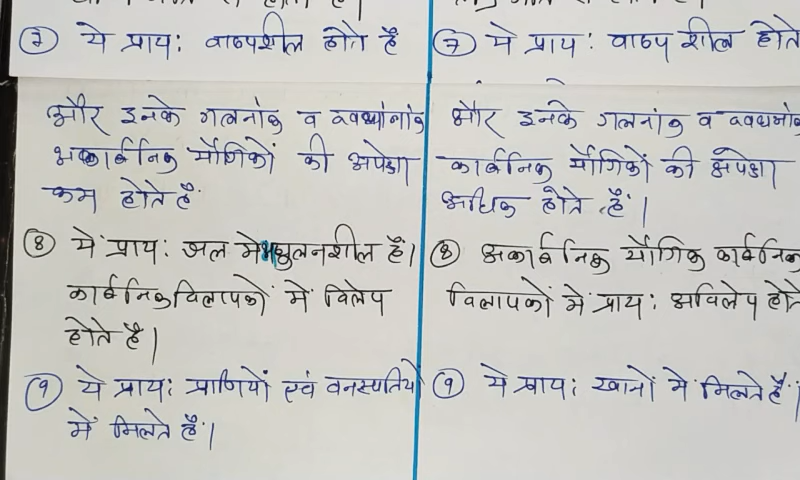 ⑦ ये प्रायः वाष्पशील होते हैं
और इनके गलनांक व क्वथनांक
अकार्बनिक यौगिकों की अपेक्षा
कम होते हैं
⑧ ये प्रायः जल में अघुलनशील हैं।
कार्बनिक विलायकों में विलेय
होते हैं।
⑨ ये प्रायः प्राणियों एवं वनस्पतियों
में मिलते हैं।
⑦ ये प्रायः वाष्प शील होते
और इनके गलनांक व क्वथनांक
कार्बनिक यौगिकों की अपेक्षा
अधिक होते हैं।
⑧ अकार्बनिक यौगिक कार्बनिक
विलायकों में प्रायः अविलेय होते
⑨ ये प्रायः खानों में मिलते हैं।